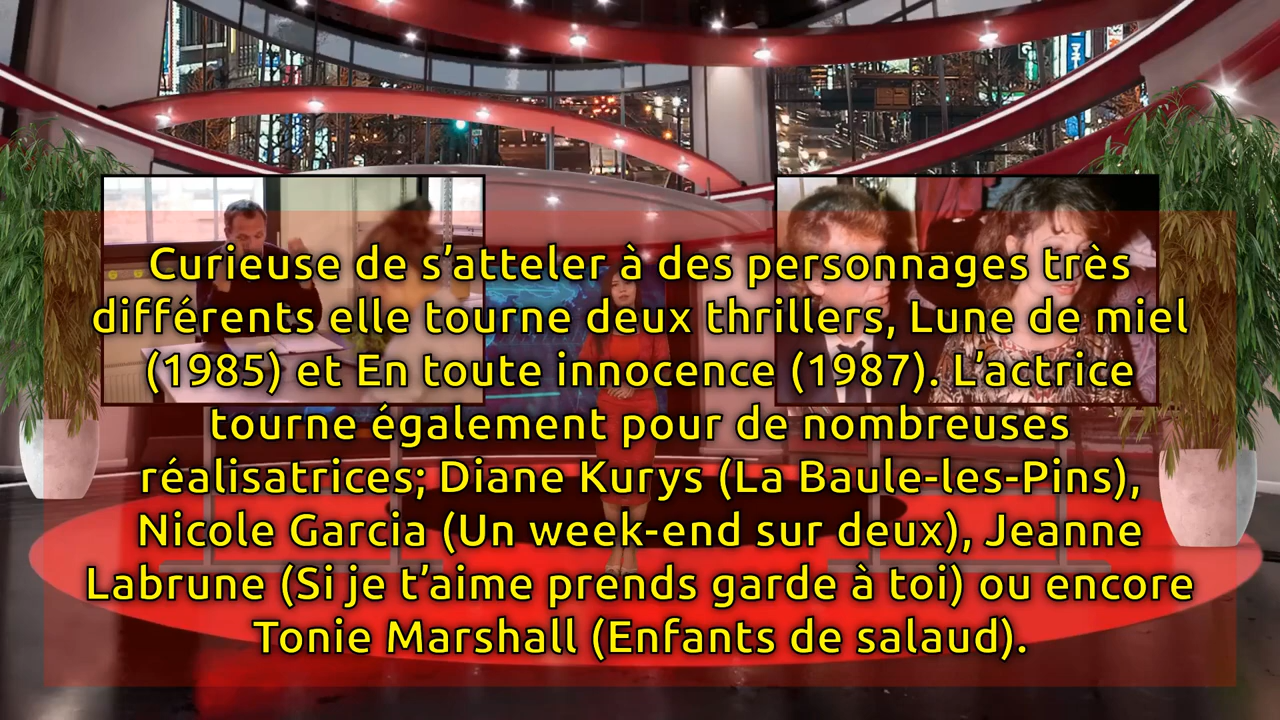 Curieuse de s’atteler à des personnages très
différents elle tourne deux thrillers, Lune de miel
(1985) et En toute innocence (1987). L’actrice
tourne également pour de nombreuses
réalisatrices; Diane Kurys (La Baule-les-Pins),
Nicole Garcia (Un week-end sur deux), Jeanne
Labrune (Si je t’aime prends garde à toi) ou encore
Tonie Marshall (Enfants de salaud).